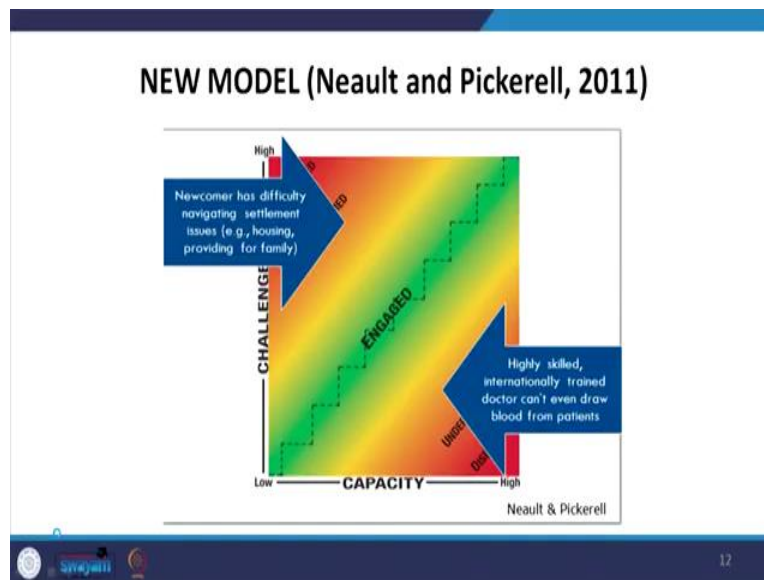 NEW MODEL (Neault and Pickerell, 2011)
High
Newcomer has difficulty
navigating settlement
issues (e.g., housing,
providing for family)
CHALLENGE
ENGAGED
Highly skilled,
internationally trained
doctor can't even draw
blood from patients
Low
CAPACITY
High
Neault & Pickerell
swayam
12